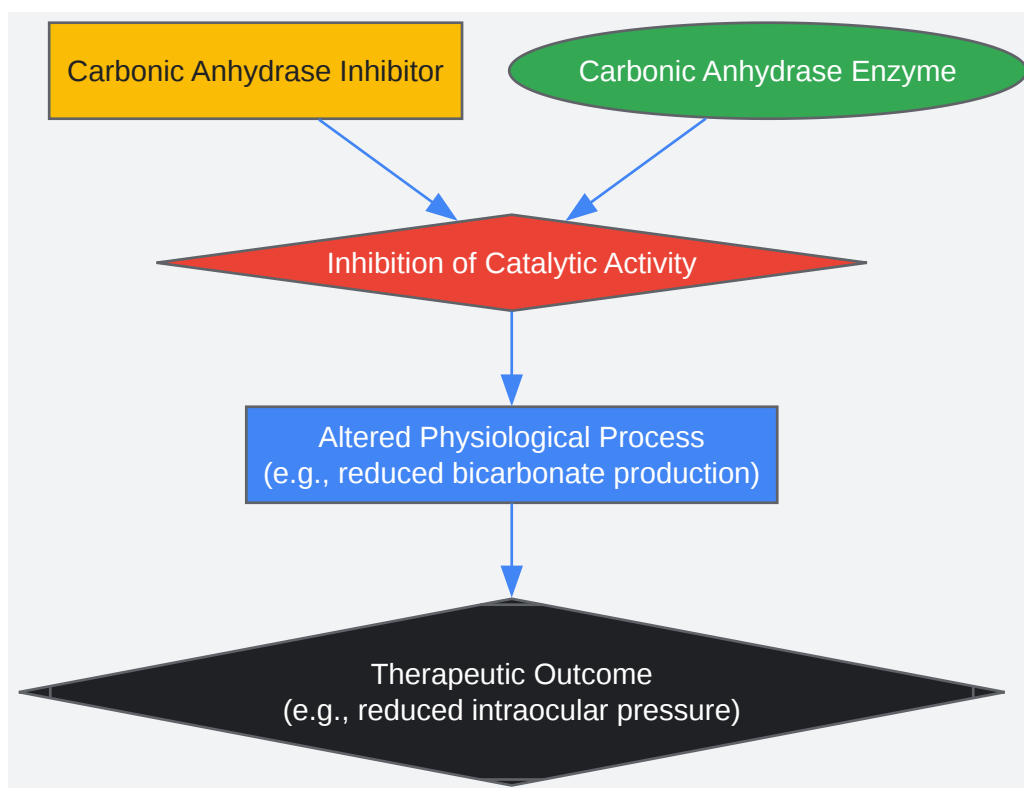 Carbonic Anhydrase Inhibitor
Carbonic Anhydrase Enzyme
Inhibition of Catalytic Activity
Altered Physiological Process
(e.g., reduced bicarbonate production)
Therapeutic Outcome
(e.g., reduced intraocular pressure)